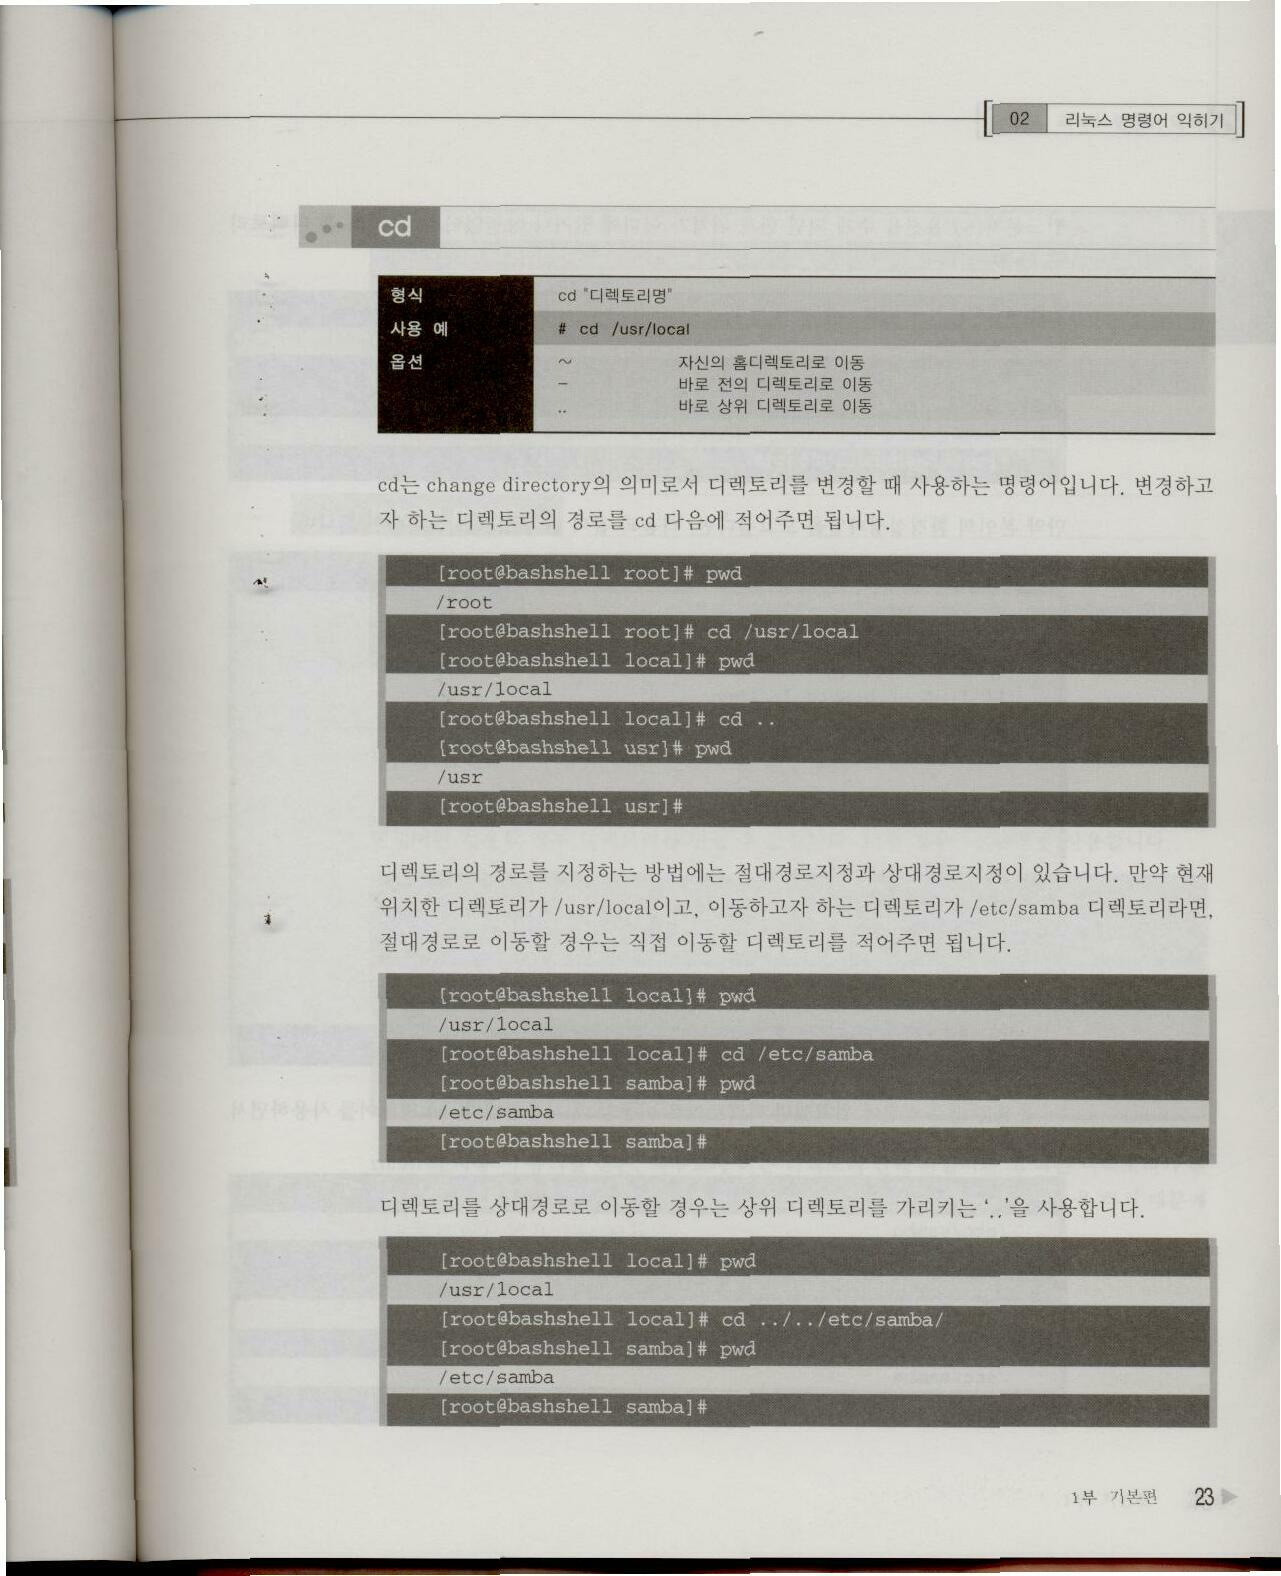 02 리눅스 명령어 익히기
cd
형식 cd "디렉토리명"
사용 예 # cd /usr/local
옵션 ~ 자신의 홈디렉토리로 이동
- 바로 전의 디렉토리로 이동
.. 바로 상위 디렉토리로 이동
cd는 change directory의 의미로서 디렉토리를 변경할 때 사용하는 명령어입니다. 변경하고
자 하는 디렉토리의 경로를 cd 다음에 적어주면 됩니다.
[root@bashshell root]# pwd
/root
[root@bashshell root]# cd /usr/local
[root@bashshell local]# pwd
/usr/local
[root@bashshell local]# cd ..
[root@bashshell usr]# pwd
/usr
[root@bashshell usr]#
디렉토리의 경로를 지정하는 방법에는 절대경로지정과 상대경로지정이 있습니다. 만약 현재
위치한 디렉토리가 /usr/local이고, 이동하고자 하는 디렉토리가 /etc/samba 디렉토리라면,
절대경로로 이동할 경우는 직접 이동할 디렉토리를 적어주면 됩니다.
[root@bashshell local]# pwd
/usr/local
[root@bashshell local]# cd /etc/samba
[root@bashshell samba]# pwd
/etc/samba
[root@bashshell samba]#
디렉토리를 상대경로로 이동할 경우는 상위 디렉토리를 가리키는 '..'을 사용합니다.
[root@bashshell local]# pwd
/usr/local
[root@bashshell local]# cd ../../etc/samba/
[root@bashshell samba]# pwd
/etc/samba
[root@bashshell samba]#
1부 기본편 23